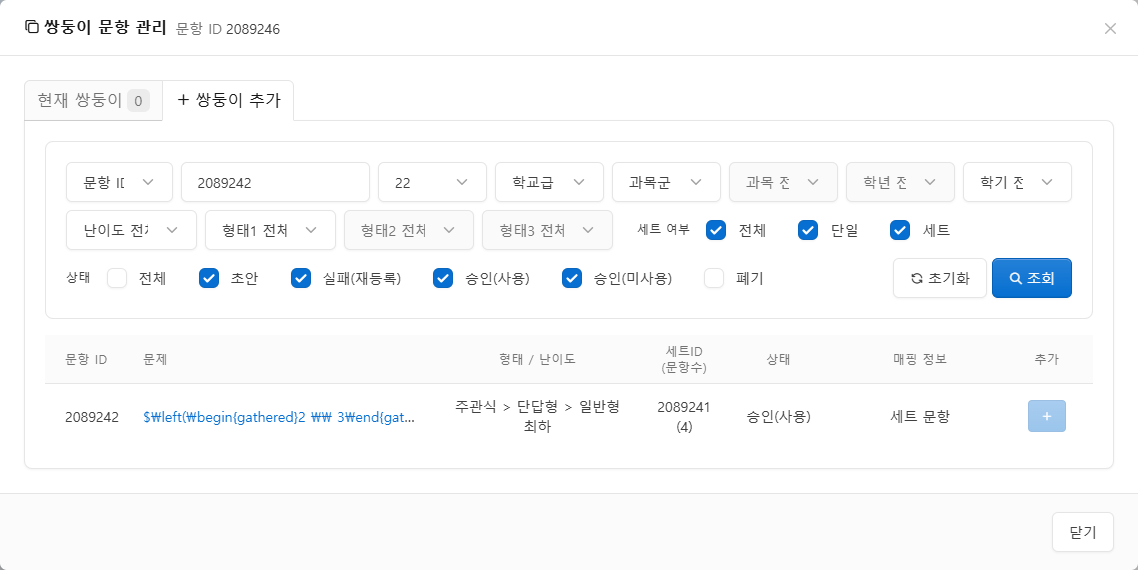 쌍둥이 문항 관리 문항 ID 2089246
현재 쌍둥이 0
+ 쌍둥이 추가
문항 ID 2089242 22 학교급 과목군 과목 전 학년 전 학기 전
난이도 전체 형태1 전체 형태2 전체 형태3 전체 세트 여부 전체 단일 세트
상태 전체 초안 실패(재등록) 승인(사용) 승인(미사용) 폐기 초기화 조회
문항 ID 문제 형태 / 난이도 세트ID (문항수) 상태 매핑 정보 추가
2089242 $₩left(₩begin{gathered}2 ₩₩ 3₩end{gat... 주관식 > 단답형 > 일반형 최하 2089241 (4) 승인(사용) 세트 문항 +
닫기